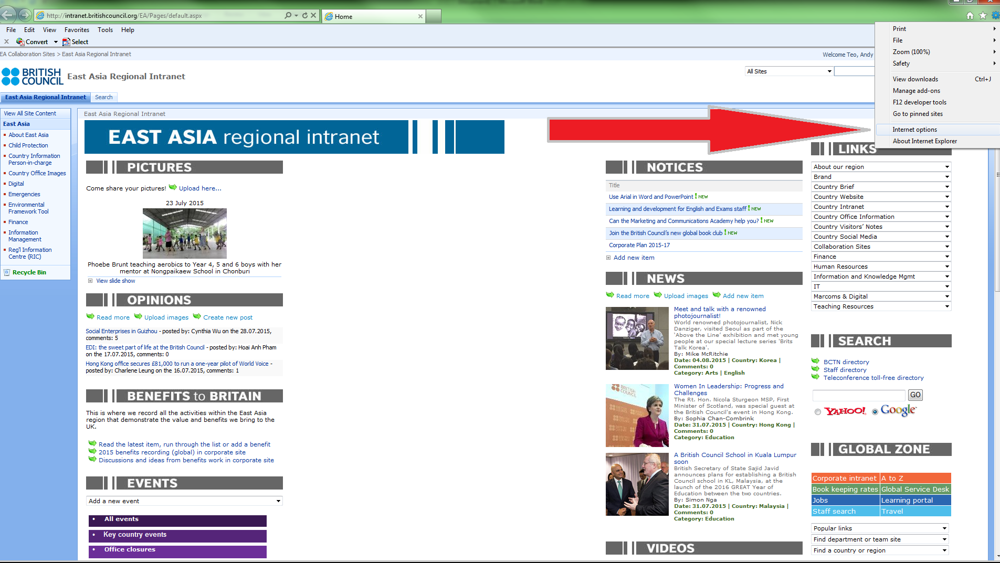 http://intranet.britishcouncil.org/EA/Pages/default.aspx
Home
File Edit View Favorites Tools Help
Convert Select
EA Collaboration Sites > East Asia Regional Intranet
Welcome Teo, Andy
BRITISH COUNCIL
East Asia Regional Intranet
All Sites
East Asia Regional Intranet Search
Print
File
Zoom (100%)
Safety
View downloads Ctrl+J
Manage add-ons
F12 developer tools
Go to pinned sites
Internet options
About Internet Explorer
View All Site Content
East Asia
About East Asia
Child Protection
Country Information
Person-in-charge
Country Office Images
Digital
Emergencies
Environmental
Framework Tool
Finance
Information
Management
Reg'l Information
Centre (RIC)
Recycle Bin
East Asia Regional Intranet
EAST ASIA regional intranet
PICTURES
Come share your pictures! Upload here...
23 July 2015
Phoebe Brunt teaching aerobics to Year 4, 5 and 6 boys with her
mentor at Nongpaikaew School in Chonburi
View slide show
OPINIONS
Read more Upload images Create new post
Social Enterprises in Guizhou - posted by: Cynthia Wu on the 28.07.2015,
comments: 5
EDI: the sweet part of life at the British Council - posted by: Hoai Anh Pham
on the 17.07.2015, comments: 0
Hong Kong office secures £81,000 to run a one-year pilot of World Voice -
posted by: Charlene Leung on the 16.07.2015, comments: 1
BENEFITS to BRITAIN
This is where we record all the activities within the East Asia
region that demonstrate the value and benefits we bring to the
UK.
Read the latest item, run through the list or add a benefit
2015 benefits recording (global) in corporate site
Discussions and ideas from benefits work in corporate site
EVENTS
Add a new event
• All events
• Key country events
• Office closures
NOTICES
Title
Use Arial in Word and PowerPoint ! NEW
Learning and development for English and Exams staff ! NEW
Can the Marketing and Communications Academy help you? ! NEW
Join the British Council's new global book club ! NEW
Corporate Plan 2015-17
Add new item
NEWS
Read more Upload images Add new item
Meet and talk with a renowned
photojournalist!
World renowned photojournalist, Nick
Danziger, visited Seoul as part of the
'Above the Line' exhibition and met young
people at our special lecture series 'Brits
Talk Korea'.
By: Mike McRitchie
Date: 04.08.2015 | Country: Korea |
Comments: 0
Category: Arts | English
Women In Leadership: Progress and
Challenges
The Rt. Hon. Nicola Sturgeon MSP, First
Minister of Scotland, was special guest at
the British Council's event in Hong Kong.
By: Sophia Chan-Combrink
Date: 31.07.2015 | Country: Hong Kong |
Comments: 0
Category: Education
A British Council School in Kuala Lumpur
soon
British Secretary of State Sajid Javid
announces plans for establishing a British
Council school in KL, Malaysia, at the
launch of the 2016 GREAT Year of
Education between the two countries.
By: Simon Nga
Date: 31.07.2015 | Country: Malaysia |
Comments: 0
Category: Education
VIDEOS
LINKS
About our region
Brand
Country Brief
Country Website
Country Intranet
Country Office Information
Country Visitors' Notes
Country Social Media
Collaboration Sites
Finance
Human Resources
Information and Knowledge Mgmt
IT
Marcoms & Digital
Teaching Resources
SEARCH
BCTN directory
Staff directory
Teleconference toll-free directory
GO
YAHOO! Google
GLOBAL ZONE
Corporate intranet A to Z
Book keeping rates Global Service Desk
Jobs Learning portal
Staff search Travel
Popular links
Find department or team site
Find a country or region